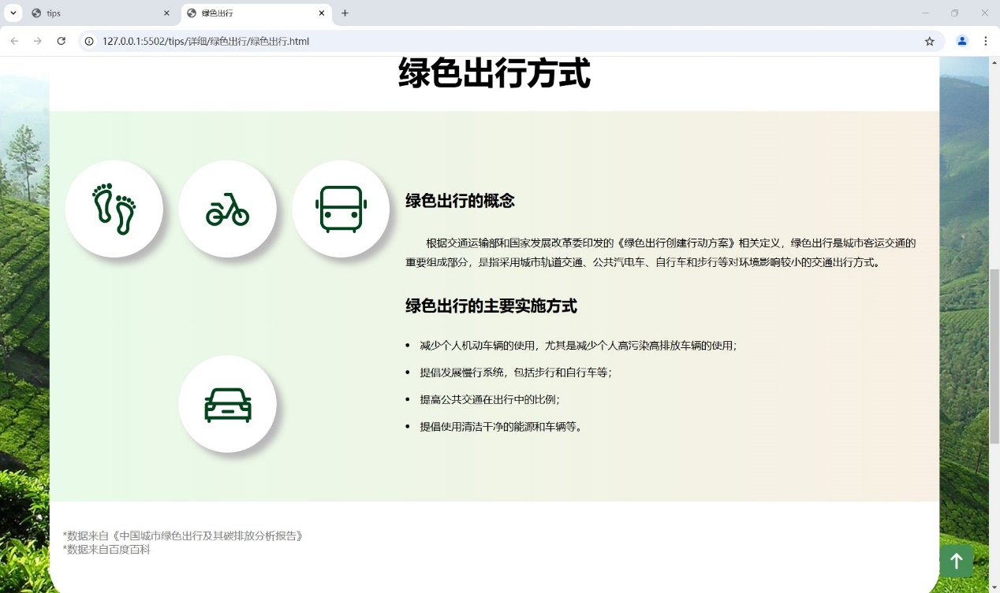 tips
绿色出行
127.0.0.1:5502/tips/详细/绿色出行/绿色出行.html
绿色出行方式
绿色出行的概念
根据交通运输部和国家发展改革委印发的《绿色出行创建行动方案》相关定义，绿色出行是城市客运交通的
重要组成部分，是指采用城市轨道交通、公共汽电车、自行车和步行等对环境影响较小的交通出行方式。
绿色出行的主要实施方式
• 减少个人机动车辆的使用，尤其是减少个人高污染高排放车辆的使用；
• 提倡发展慢行系统，包括步行和自行车等；
• 提高公共交通在出行中的比例；
• 提倡使用清洁干净的能源和车辆等。
*数据来自《中国城市绿色出行及其碳排放分析报告》
*数据来自百度百科